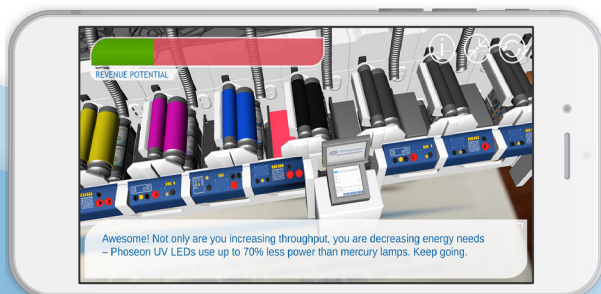 REVENUE POTENTIAL
Awesome! Not only are you increasing throughput, you are decreasing energy needs
– Phoseon UV LEDs use up to 70% less power than mercury lamps. Keep going.